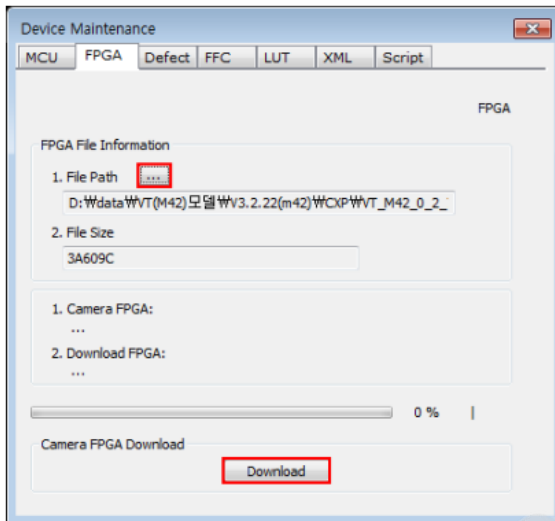 Device Maintenance
MCU FPGA Defect FFC LUT XML Script
FPGA
FPGA File Information
1. File Path ...
D:₩data₩VT(M42)모델₩V3.2.22(m42)₩CXP₩VT_M42_0_2_
2. File Size
3A609C
1. Camera FPGA:
...
2. Download FPGA:
...
0 %
Camera FPGA Download
Download